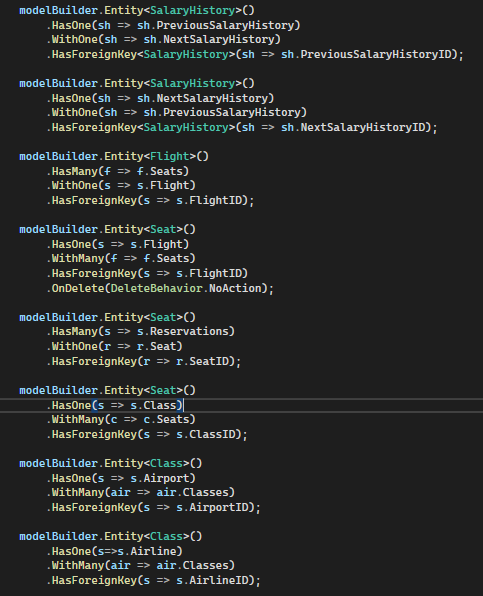 modelBuilder.Entity<SalaryHistory>()
    .HasOne(sh => sh.PreviousSalaryHistory)
    .WithOne(sh => sh.NextSalaryHistory)
    .HasForeignKey<SalaryHistory>(sh => sh.PreviousSalaryHistoryID);

modelBuilder.Entity<SalaryHistory>()
    .HasOne(sh => sh.NextSalaryHistory)
    .WithOne(sh => sh.PreviousSalaryHistory)
    .HasForeignKey<SalaryHistory>(sh => sh.NextSalaryHistoryID);

modelBuilder.Entity<Flight>()
    .HasMany(f => f.Seats)
    .WithOne(s => s.Flight)
    .HasForeignKey(s => s.FlightID);

modelBuilder.Entity<Seat>()
    .HasOne(s => s.Flight)
    .WithMany(f => f.Seats)
    .HasForeignKey(s => s.FlightID)
    .OnDelete(DeleteBehavior.NoAction);

modelBuilder.Entity<Seat>()
    .HasMany(s => s.Reservations)
    .WithOne(r => r.Seat)
    .HasForeignKey(r => r.SeatID);

modelBuilder.Entity<Seat>()
    .HasOne(s => s.Class)
    .WithMany(c => c.Seats)
    .HasForeignKey(s => s.ClassID);

modelBuilder.Entity<Class>()
    .HasOne(s => s.Airport)
    .WithMany(air => air.Classes)
    .HasForeignKey(s => s.AirportID);

modelBuilder.Entity<Class>()
    .HasOne(s=>s.Airline)
    .WithMany(air => air.Classes)
    .HasForeignKey(s => s.AirlineID);